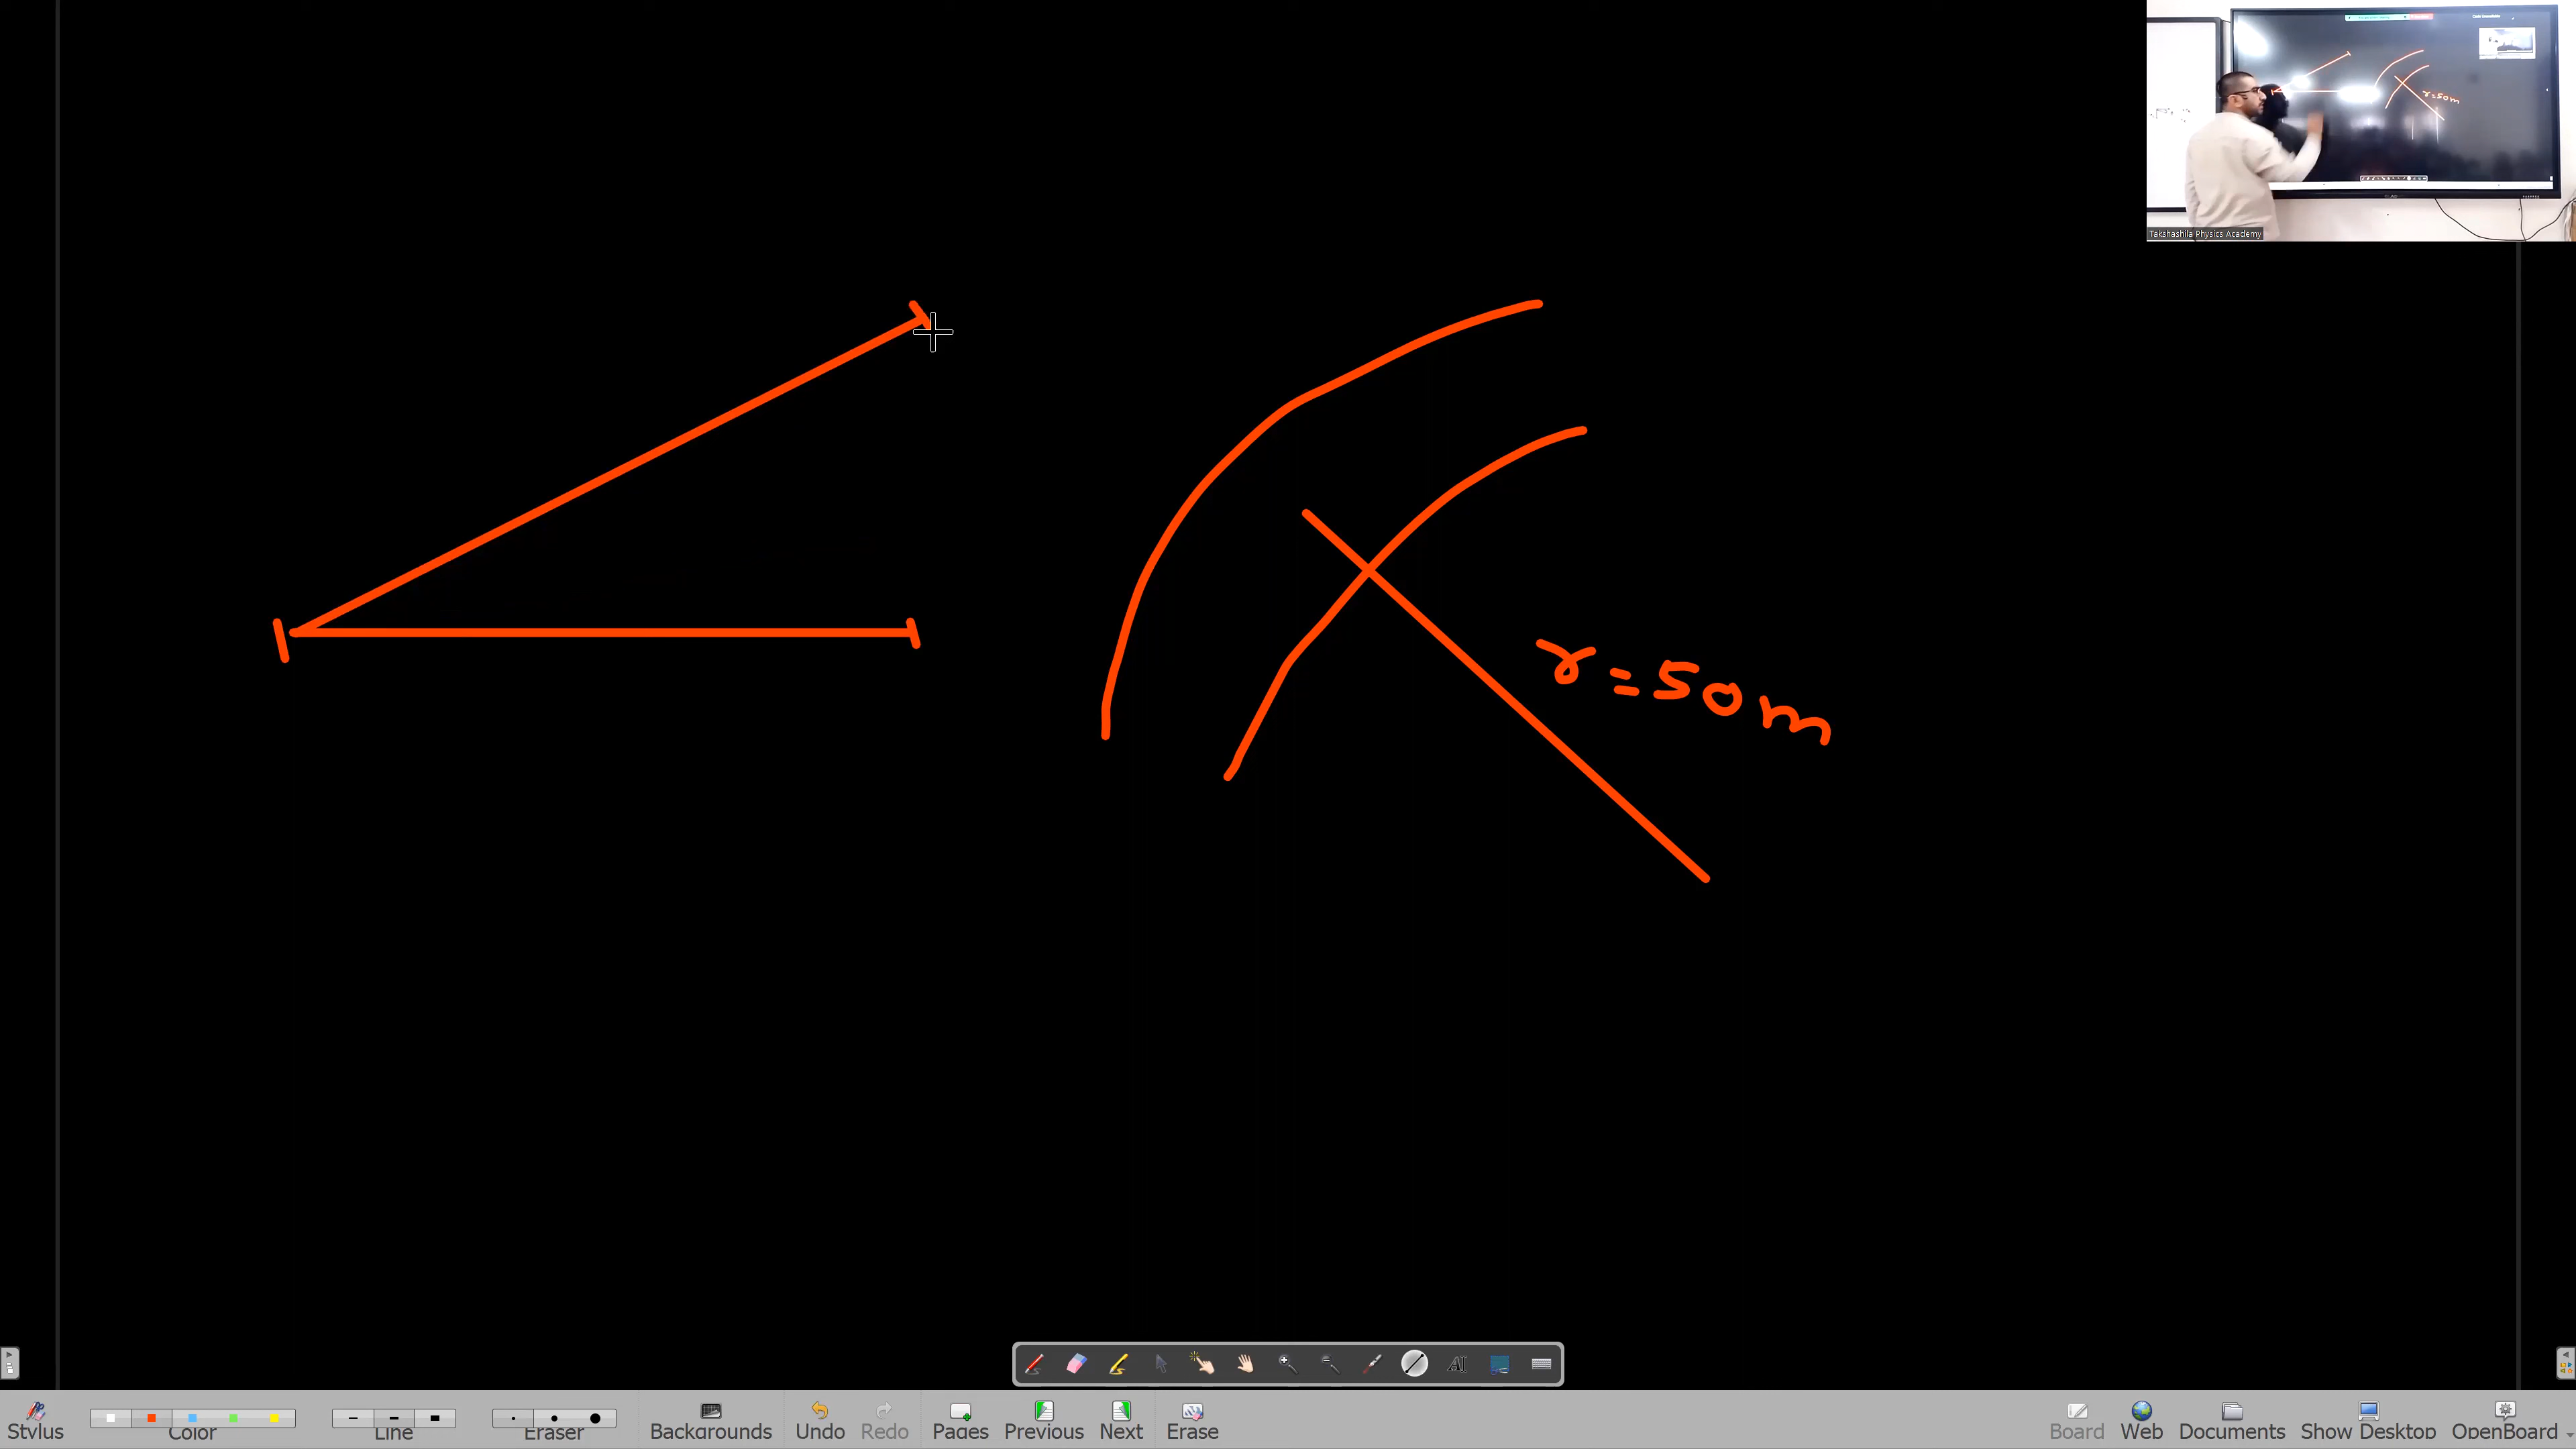 Takshashila Physics Academy
r = 50m
Stylus
Color
Line
Eraser
Backgrounds
Undo
Redo
Pages
Previous
Next
Erase
Board
Web
Documents
Show Desktop
OpenBoard
AI